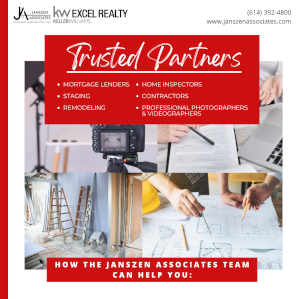 JA JANSZEN ASSOCIATES kw EXCEL REALTY
KELLERWILLIAMS.
(614) 392-4800
www.janszenassociates.com
Trusted Partners
• MORTGAGE LENDERS
• STAGING
• REMODELING
• HOME INSPECTORS
• CONTRACTORS
• PROFESSIONAL PHOTOGRAPHERS
& VIDEOGRAPHERS
HOW THE JANSZEN ASSOCIATES TEAM
CAN HELP YOU: